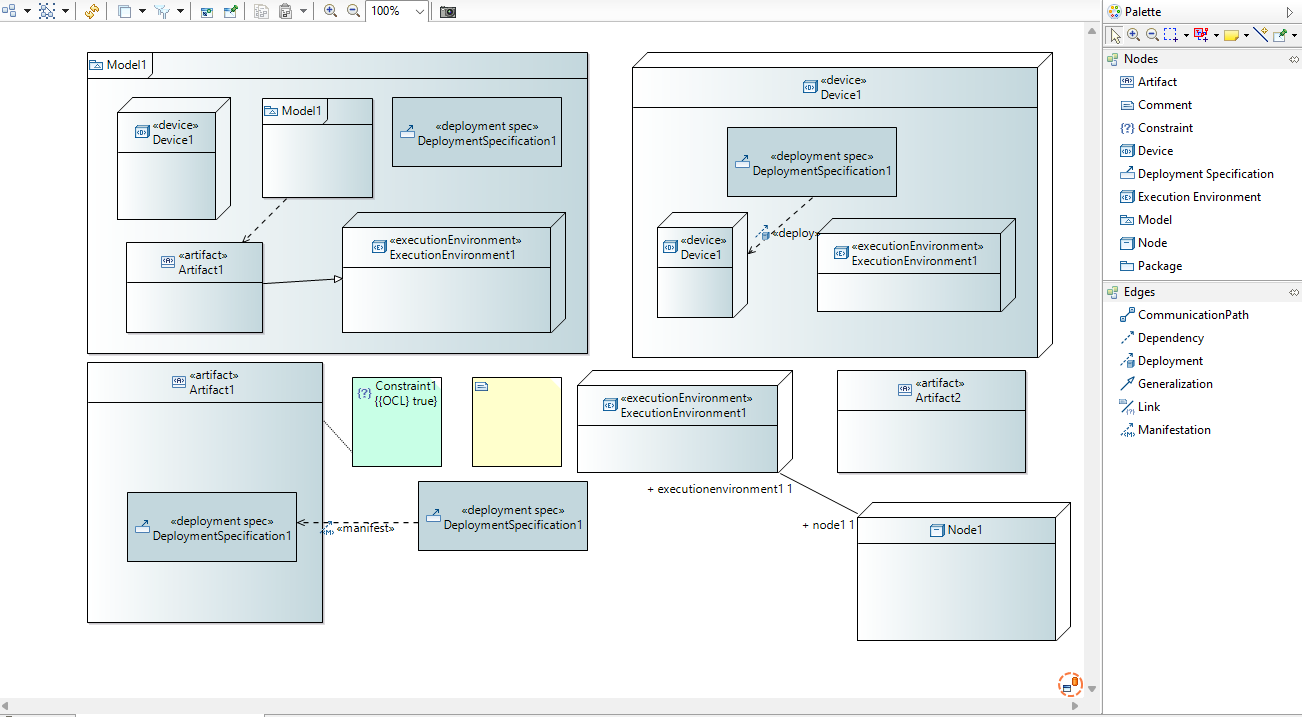 100%
Model1
«device»
Device1
Model1
«deployment spec»
DeploymentSpecification1
«artifact»
Artifact1
«executionEnvironment»
ExecutionEnvironment1
«device»
Device1
«deployment spec»
DeploymentSpecification1
«device»
Device1
«deploy»
«executionEnvironment»
ExecutionEnvironment1
«artifact»
Artifact1
«deployment spec»
DeploymentSpecification1
«manifest»
Constraint1
{{OCL} true}
«deployment spec»
DeploymentSpecification1
«executionEnvironment»
ExecutionEnvironment1
+ executionenvironment1 1
+ node1 1
«artifact»
Artifact2
Node1
Palette
Nodes
Artifact
Comment
Constraint
Device
Deployment Specification
Execution Environment
Model
Node
Package
Edges
CommunicationPath
Dependency
Deployment
Generalization
Link
Manifestation